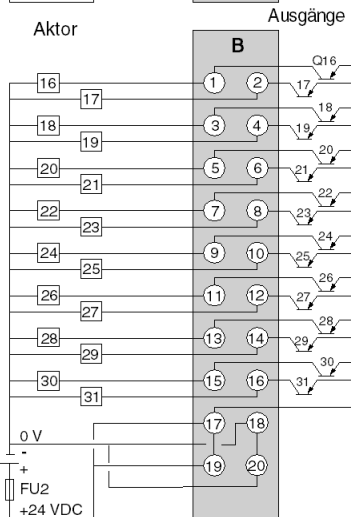 Ausgänge
Aktor
B
Q16
16 1 2 17
17
18
18 3 4 19
19
20
20 5 6 21
21
22
22 7 8 23
23
24
24 9 10 25
25
26
26 11 12 27
27
28
28 13 14 29
29
30
30 15 16 31
31
17 18
0 V
-
19 20
+
FU2
+24 VDC